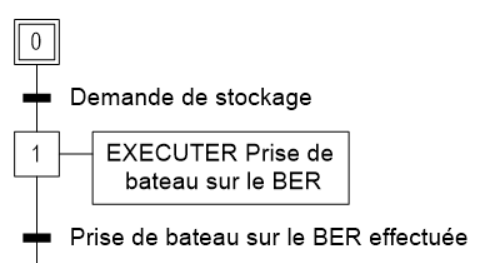 0
Demande de stockage
1
EXECUTER Prise de
bateau sur le BER
Prise de bateau sur le BER effectuée